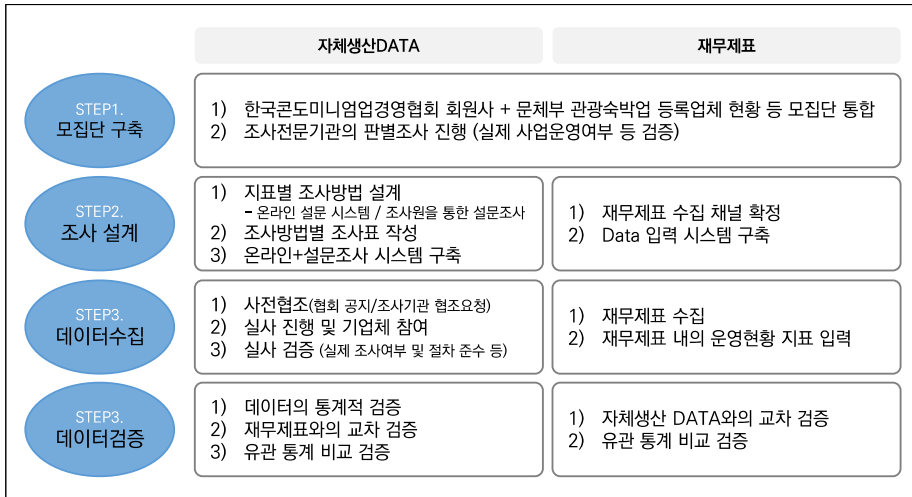 자체생산DATA
재무제표
STEP1.
모집단 구축
1) 한국콘도미니엄업경영협회 회원사 + 문체부 관광숙박업 등록업체 현황 등 모집단 통합
2) 조사전문기관의 판별조사 진행 (실제 사업운영여부 등 검증)
STEP2.
조사 설계
1) 지표별 조사방법 설계
– 온라인 설문 시스템 / 조사원을 통한 설문조사
2) 조사방법별 조사표 작성
3) 온라인+설문조사 시스템 구축
1) 재무제표 수집 채널 확정
2) Data 입력 시스템 구축
STEP3.
데이터수집
1) 사전협조(협회 공지/조사기관 협조요청)
2) 실사 진행 및 기업체 참여
3) 실사 검증 (실제 조사여부 및 절차 준수 등)
1) 재무제표 수집
2) 재무제표 내의 운영현황 지표 입력
STEP3.
데이터검증
1) 데이터의 통계적 검증
2) 재무제표와의 교차 검증
3) 유관 통계 비교 검증
1) 자체생산 DATA와의 교차 검증
2) 유관 통계 비교 검증